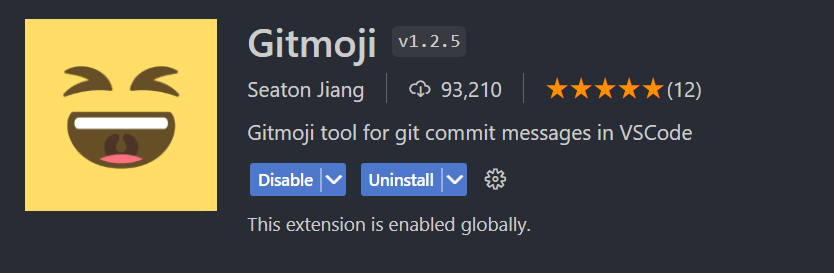 Gitmoji v1.2.5
Seaton Jiang 93,210 (12)
Gitmoji tool for git commit messages in VSCode
Disable Uninstall
This extension is enabled globally.